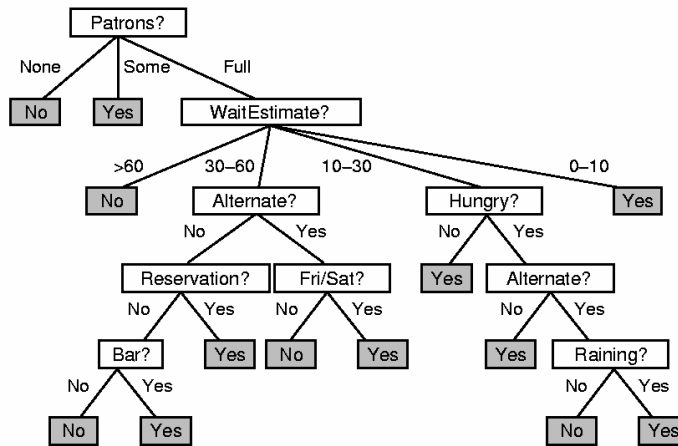 Patrons?
None Some Full
No Yes WaitEstimate?
>60 30–60 10–30 0–10
No Alternate? Hungry? Yes
No Yes No Yes
Reservation? Fri/Sat? Yes Alternate?
No Yes No Yes No Yes
Bar? Yes No Yes Yes Raining?
No Yes No Yes
No Yes No Yes